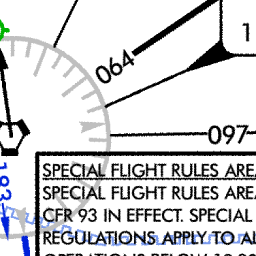 1
064
097
193
SPECIAL FLIGHT RULES AREA
SPECIAL FLIGHT RULES AREA
CFR 93 IN EFFECT. SPECIAL
REGULATIONS APPLY TO AL